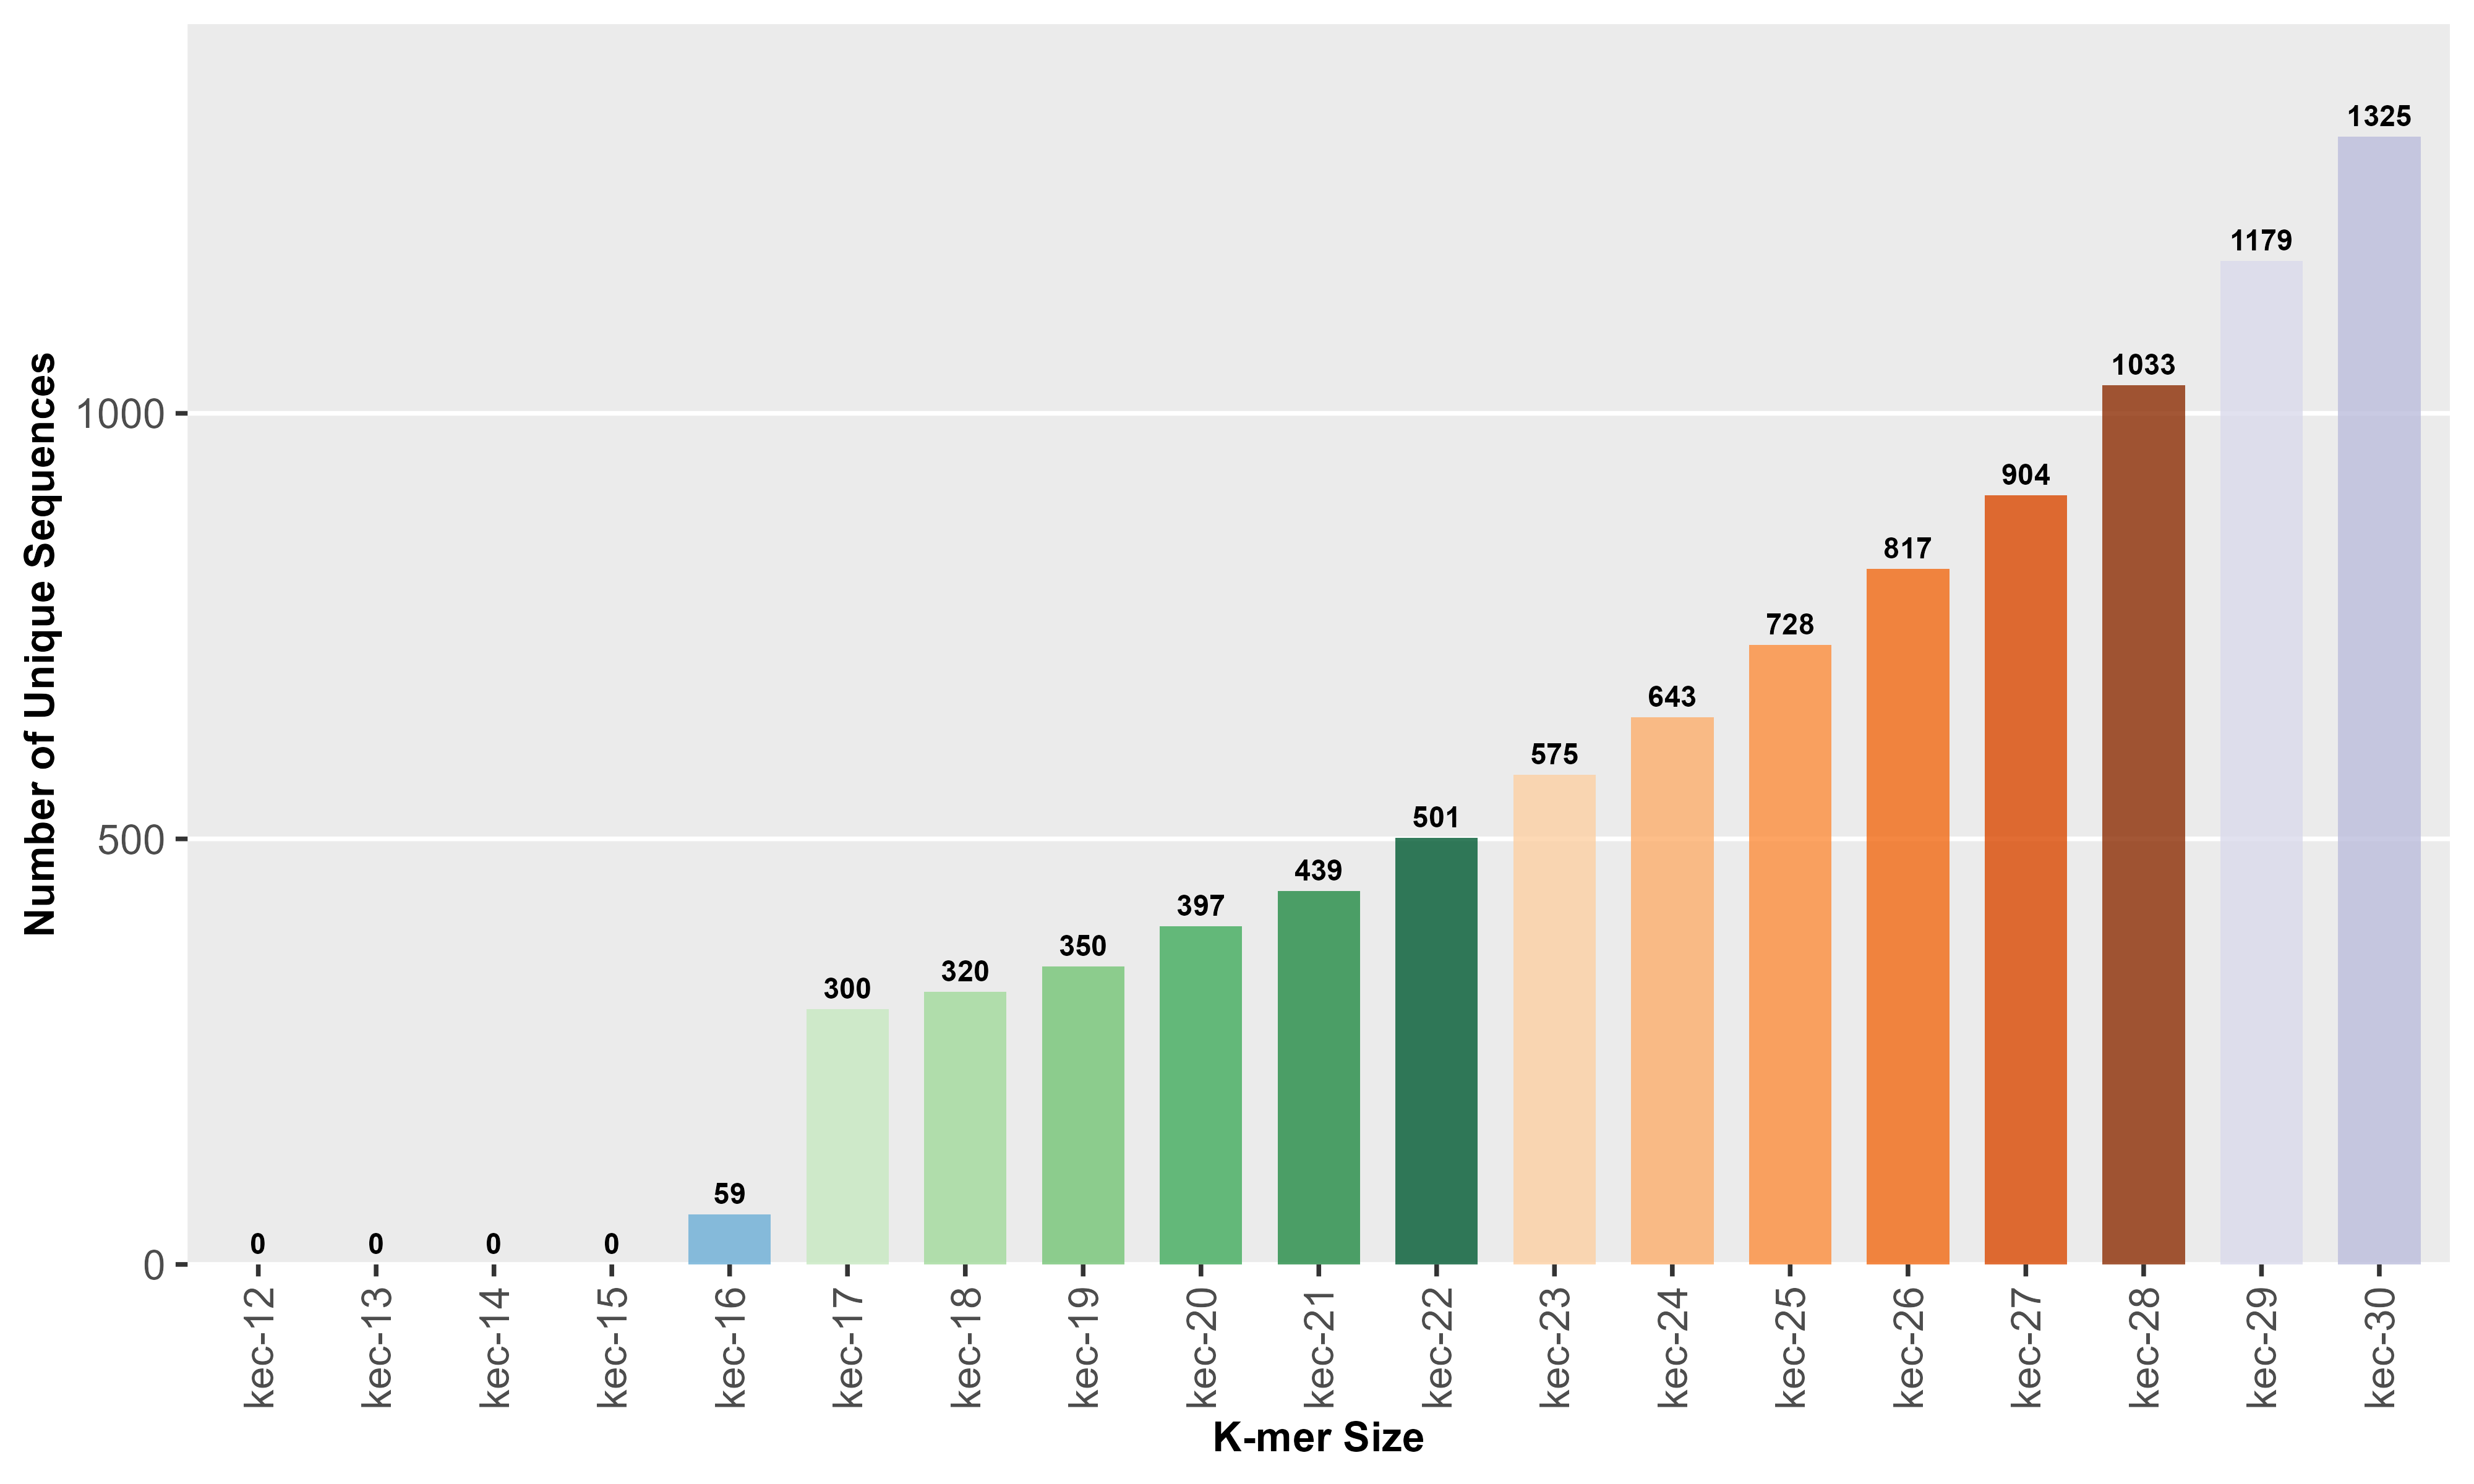 Number of Unique Sequences
1000
500
0
0
0
0
0
59
300
320
350
397
439
501
575
643
728
817
904
1033
1179
1325
kec-12
kec-13
kec-14
kec-15
kec-16
kec-17
kec-18
kec-19
kec-20
kec-21
kec-22
kec-23
kec-24
kec-25
kec-26
kec-27
kec-28
kec-29
kec-30
K-mer Size